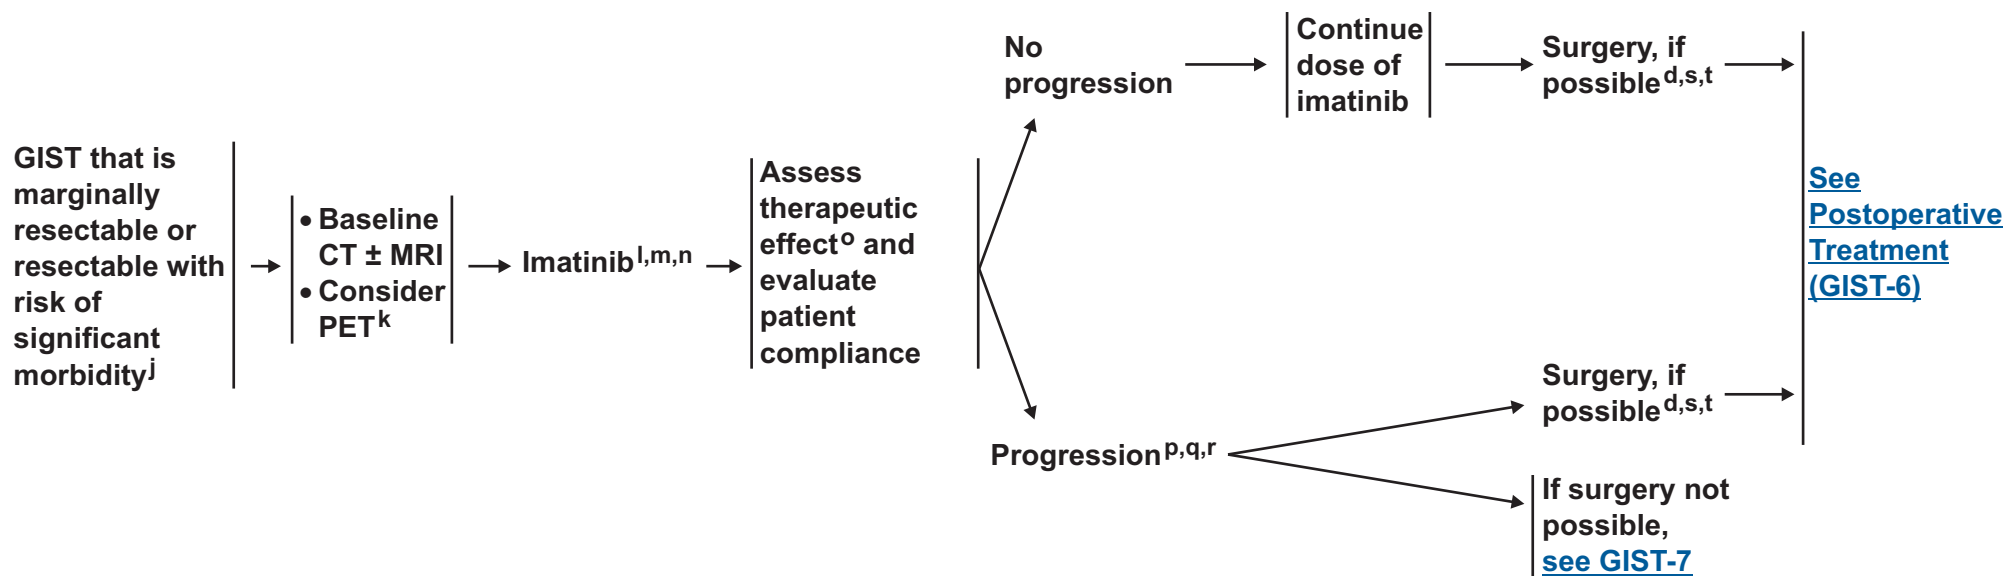 GIST that is
marginally
resectable or
resectable with
risk of
significant
morbidityj
• Baseline
CT ± MRI
• Consider
PETk
Imatinibl,m,n
Assess
therapeutic
effecto and
evaluate
patient
compliance
No
progression
Continue
dose of
imatinib
Surgery, if
possibled,s,t
Progressionp,q,r
Surgery, if
possibled,s,t
If surgery not
possible,
see GIST-7
See
Postoperative
Treatment
(GIST-6)